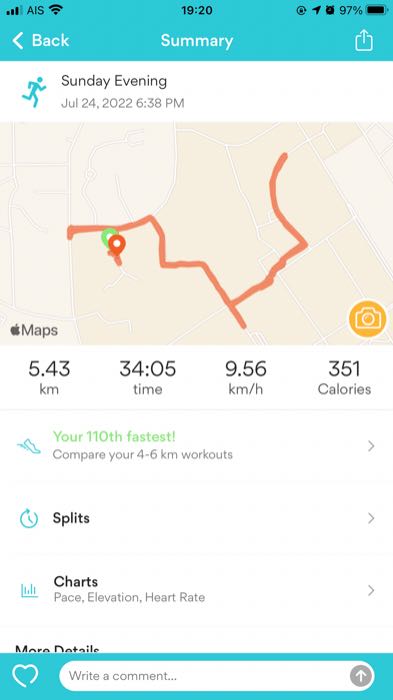 AIS 19:20 97%
Back Summary
Sunday Evening
Jul 24, 2022 6:38 PM
Maps
5.43 34:05 9.56 351
km time km/h Calories
Your 110th fastest!
Compare your 4-6 km workouts
Splits
Charts
Pace, Elevation, Heart Rate
More Details
Write a comment...